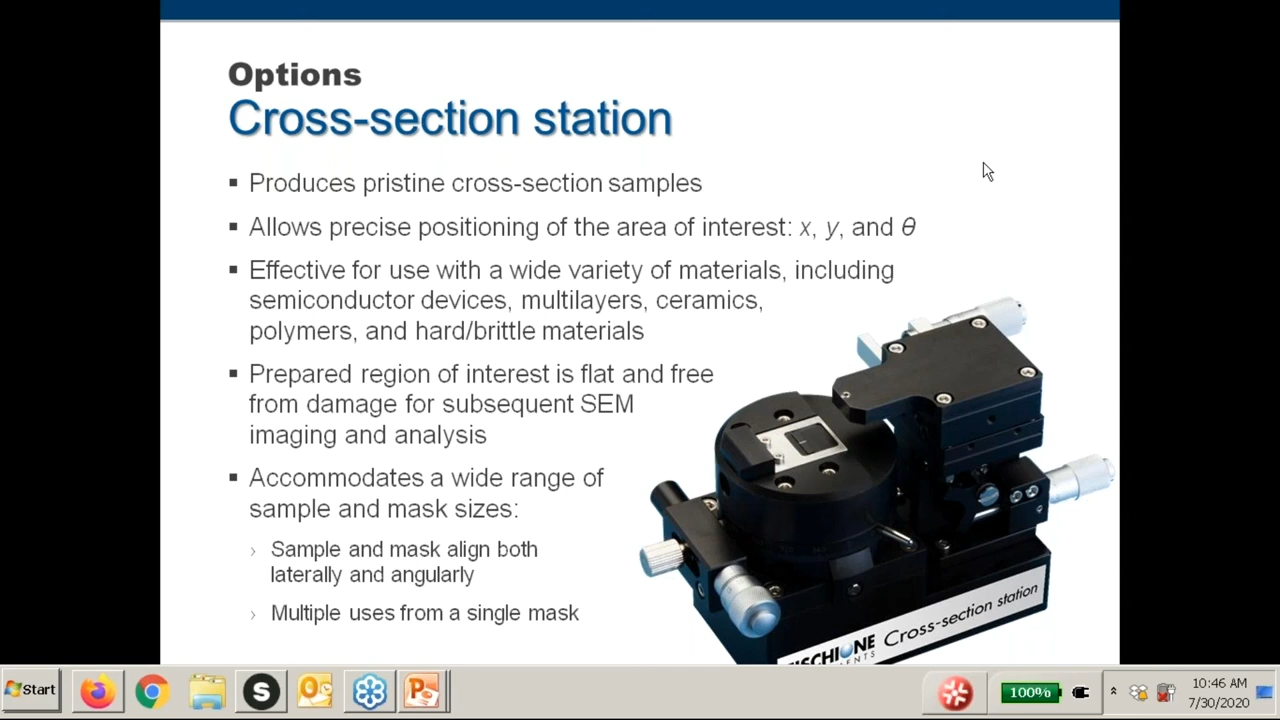 Options
Cross-section station
Produces pristine cross-section samples
Allows precise positioning of the area of interest: x, y, and θ
Effective for use with a wide variety of materials, including
semiconductor devices, multilayers, ceramics,
polymers, and hard/brittle materials
Prepared region of interest is flat and free
from damage for subsequent SEM
imaging and analysis
Accommodates a wide range of
sample and mask sizes:
Sample and mask align both
laterally and angularly
Multiple uses from a single mask
Cross-section station
Start
100%
10:46 AM
7/30/2020